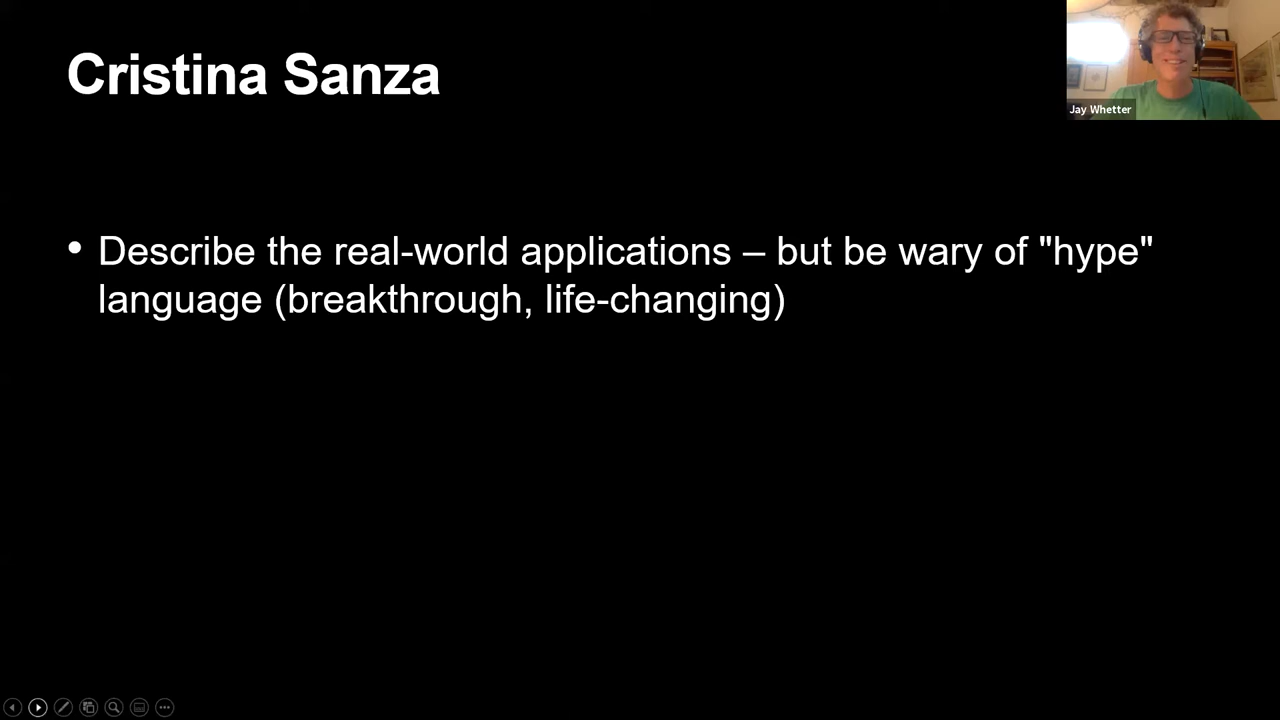 Cristina Sanza
Jay Whetter
• Describe the real-world applications – but be wary of "hype"
language (breakthrough, life-changing)